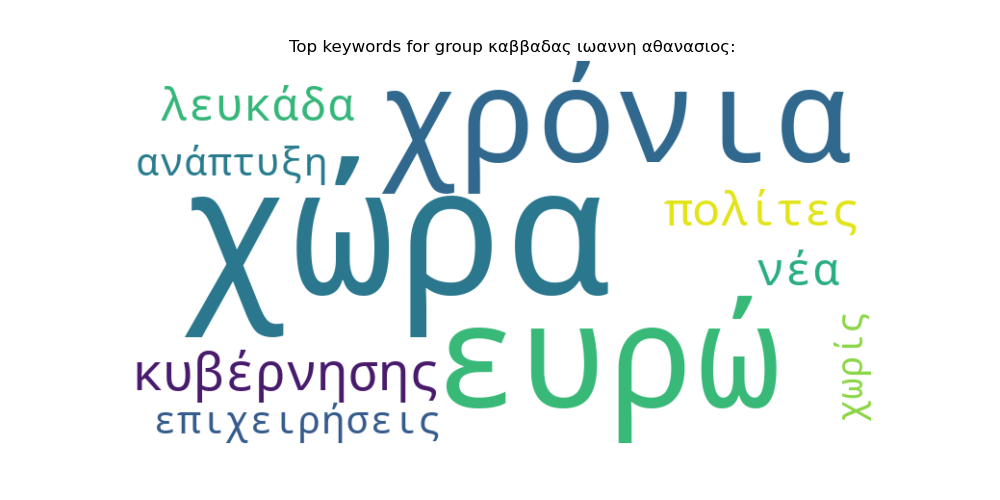 Top keywords for group καββαδας ιωαννη αθανασιος:
λευκάδα
χρόνια
ανάπτυξη
χώρα
πολίτες
νέα
ευρώ
χωρίς
κυβέρνησης
επιχειρήσεις